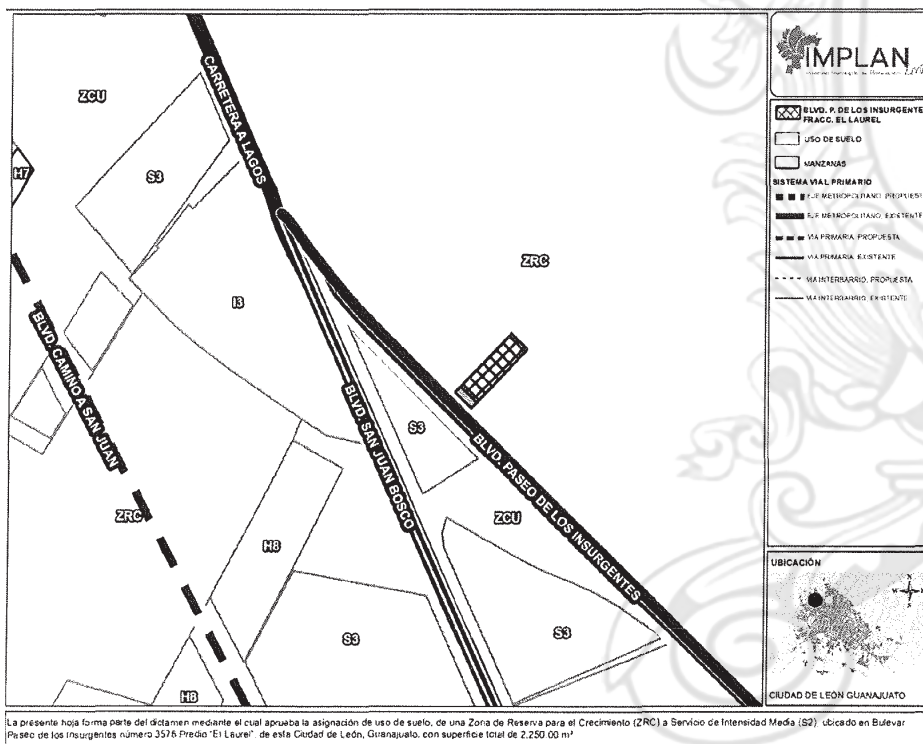 IMPLAN
BLVD. P. DE LOS INSURGENTE
FRACC. EL LAUREL
USO DE SUELO
MANZANAS
SISTEMA VIAL PRIMARIO
EJE METROPOLITANO PROPUEST
EJE METROPOLITANO EXISTENTE
VIA PRIMARIA PROPUESTA
VIA PRIMARIA EXISTENTE
VIA INTERBARRIO PROPUESTA
VIA INTERBARRIO EXISTENTE
ZCU
H7
S3
CARRETERA A LAGOS
ZRC
I3
BLVD. CAMINO A SAN JUAN
BLVD. SAN JUAN BOSCO
S3
BLVD. PASEO DE LOS INSURGENTES
ZCU
ZRC
H8
S3
S3
H8
UBICACIÓN
N
W
CIUDAD DE LEÓN GUANAJUATO
La presente hoja forma parte del dictamen mediante el cual aprueba la asignación de uso de suelo, de una Zona de Reserva para el Crecimiento (ZRC) a Servicio de Intensidad Media (S2), ubicado en Bulevar
Paseo de los Insurgentes número 3576 Predio "El Laurel", de esta Ciudad de León, Guanajuato, con superficie total de 2,250.00 m²